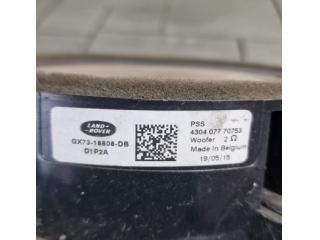 LAND-
ROVER
GX73-18808-DB
D1P2A
PSS
4304 077 70753
Woofer 2 Ω
Made In Belgium
19/05/15